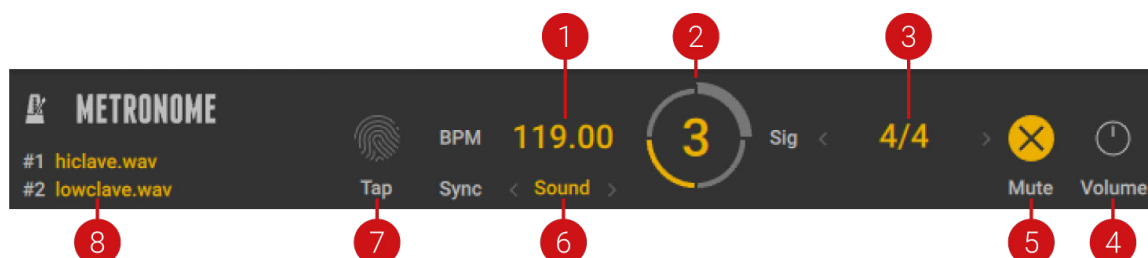 1 2 3
METRONOME
BPM 119.00 3 Sig < 4/4 >
#1 hiclave.wav
#2 lowclave.wav Tap Sync < Sound > Mute Volume
8 7 6 5 4